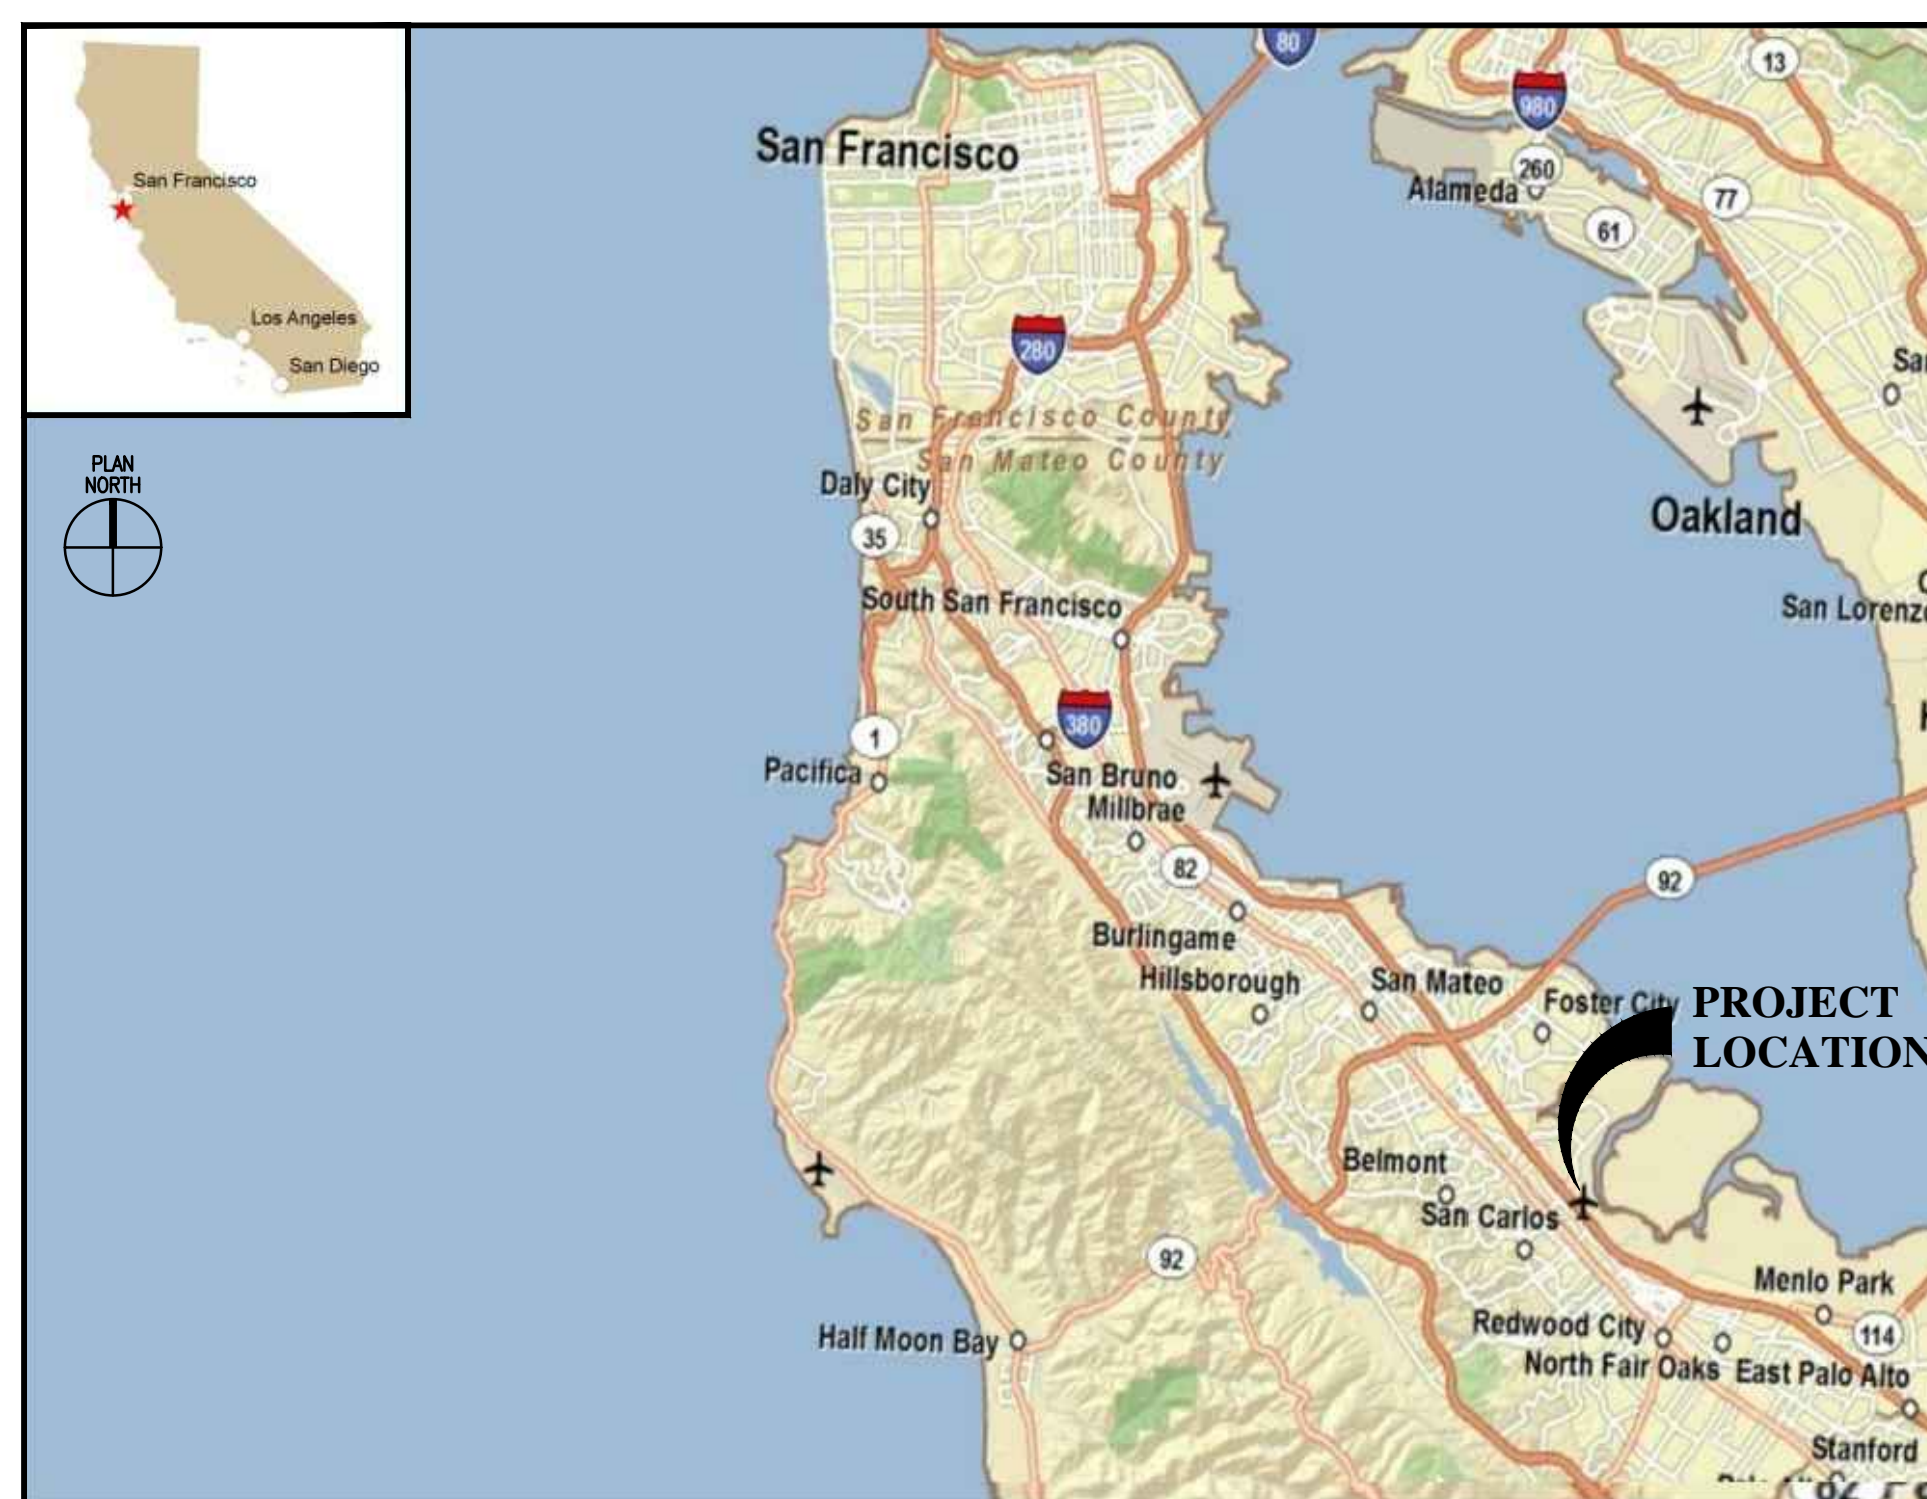 80
13
980
San Francisco
260
Alameda
77
61
San Francisco
Los Angeles
San Diego
280
San Francisco County
San Mateo County
PLAN
NORTH
Daly City
35
Oakland
South San Francisco
San Lorenzo
380
1
Pacifica
San Bruno
Millbrae
82
92
Burlingame
Hillsborough
San Mateo
Foster City
PROJECT
LOCATION
Belmont
San Carlos
92
Menlo Park
Half Moon Bay
Redwood City
114
North Fair Oaks
East Palo Alto
Stanford